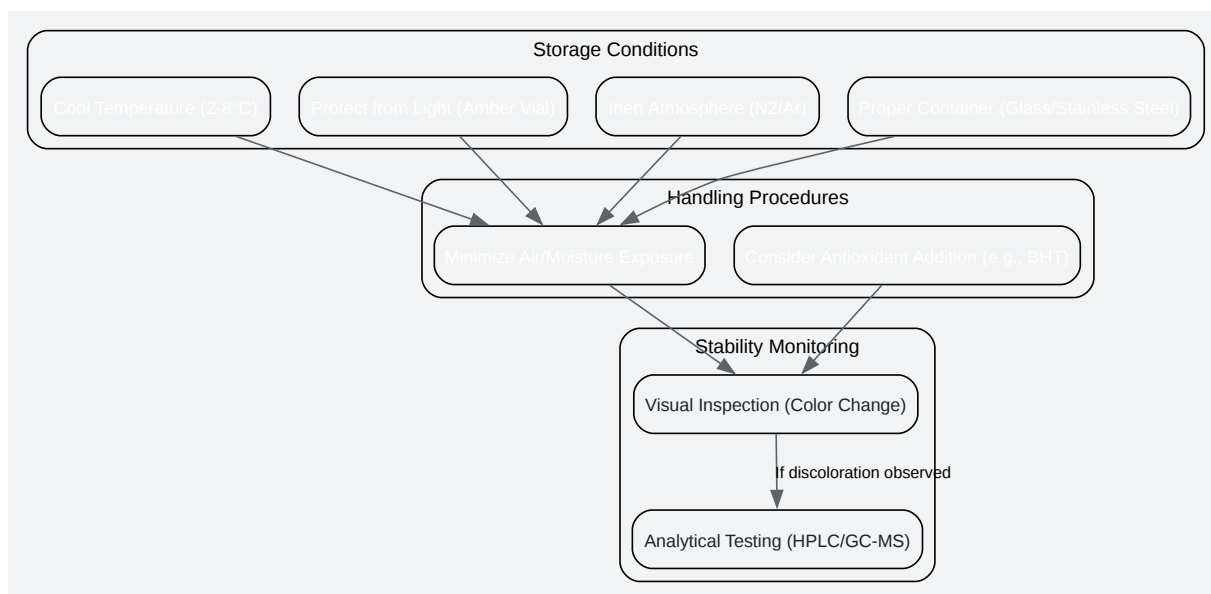 Storage Conditions
Cool Temperature (2-8°C)
Protect from Light (Amber Vial)
Inert Atmosphere (N2/Ar)
Proper Container (Glass/Stainless Steel)
Handling Procedures
Minimize Air/Moisture Exposure
Consider Antioxidant Addition (e.g., BHT)
Stability Monitoring
Visual Inspection (Color Change)
If discoloration observed
Analytical Testing (HPLC/GC-MS)